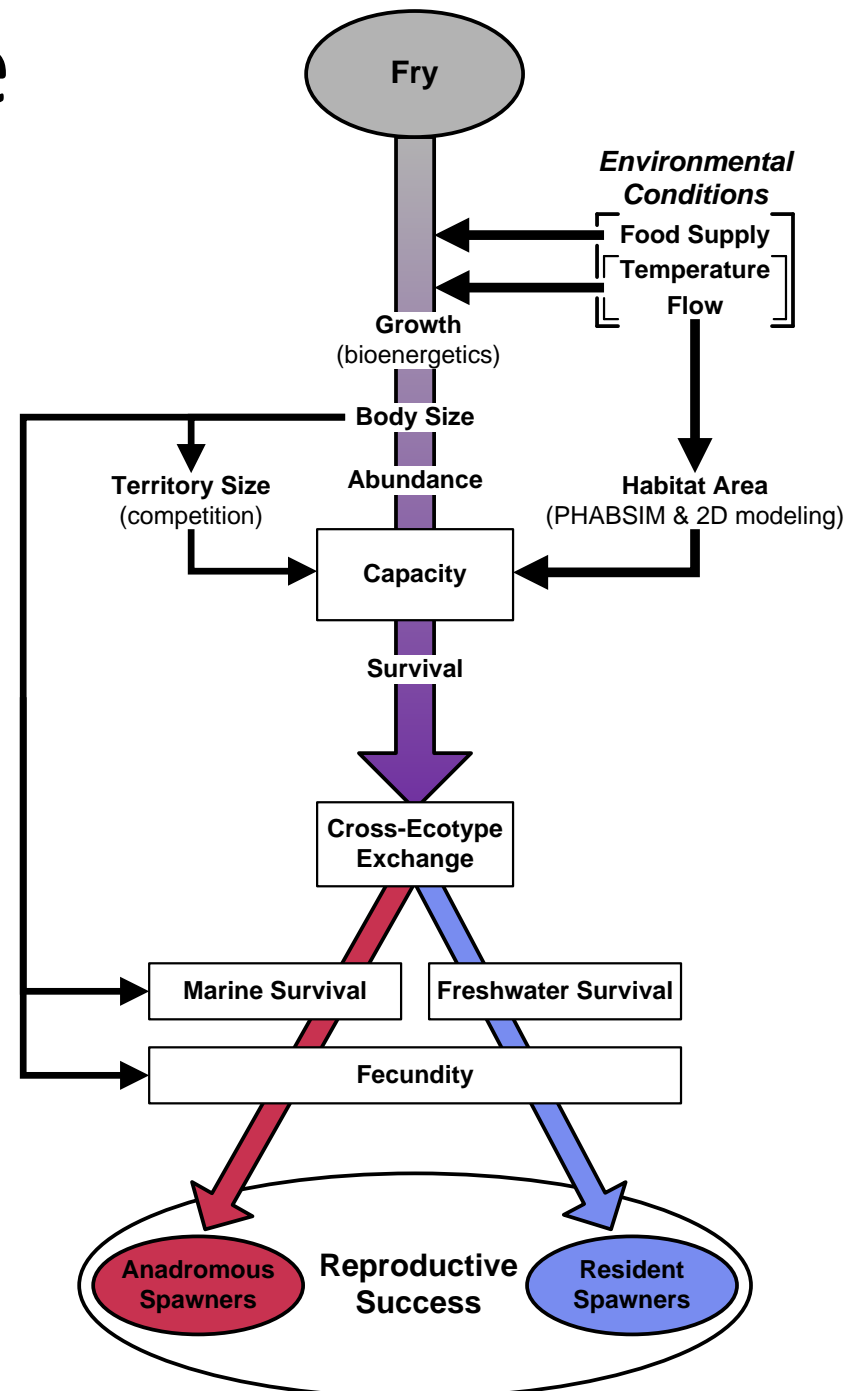 e
Fry
Environmental
Conditions
Food Supply
Temperature
Flow
Growth
(bioenergetics)
Body Size
Territory Size
(competition)
Abundance
Habitat Area
(PHABSIM & 2D modeling)
Capacity
Survival
Cross-Ecotype
Exchange
Marine Survival
Freshwater Survival
Fecundity
Anadromous
Spawners
Reproductive
Success
Resident
Spawners